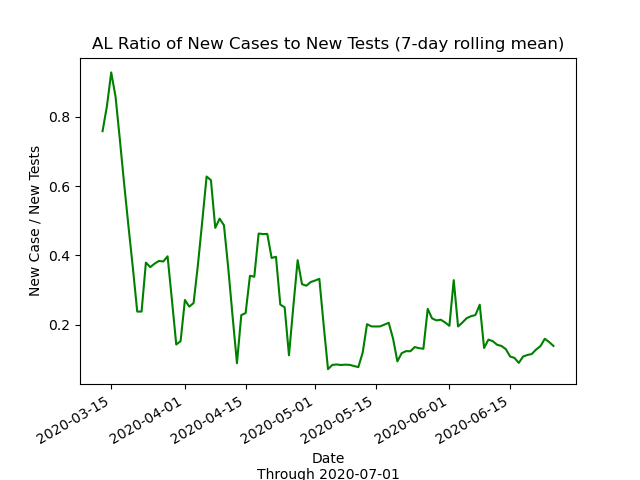 AL Ratio of New Cases to New Tests (7-day rolling mean)
New Case / New Tests
0.8
0.6
0.4
0.2
2020-03-15
2020-04-01
2020-04-15
2020-05-01
2020-05-15
2020-06-01
2020-06-15
Date
Through 2020-07-01